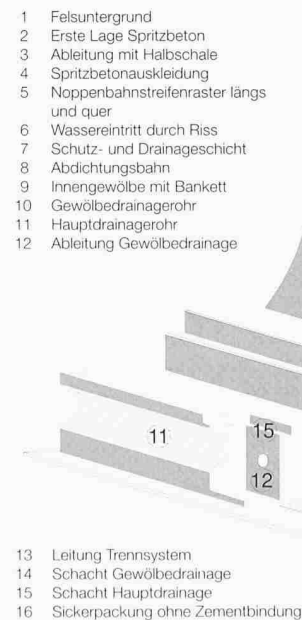 1 Felsuntergrund
2 Erste Lage Spritzbeton
3 Ableitung mit Halbschale
4 Spritzbetonauskleidung
5 Noppenbahnstreifenraster längs
und quer
6 Wassereintritt durch Riss
7 Schutz- und Drainageschicht
8 Abdichtungsbahn
9 Innengewölbe mit Bankett
10 Gewölbedrainagerohr
11 Hauptdrainagerohr
12 Ableitung Gewölbedrainage
11
15
12
13 Leitung Trennsystem
14 Schacht Gewölbedrainage
15 Schacht Hauptdrainage
16 Sickerpackung ohne Zementbindung